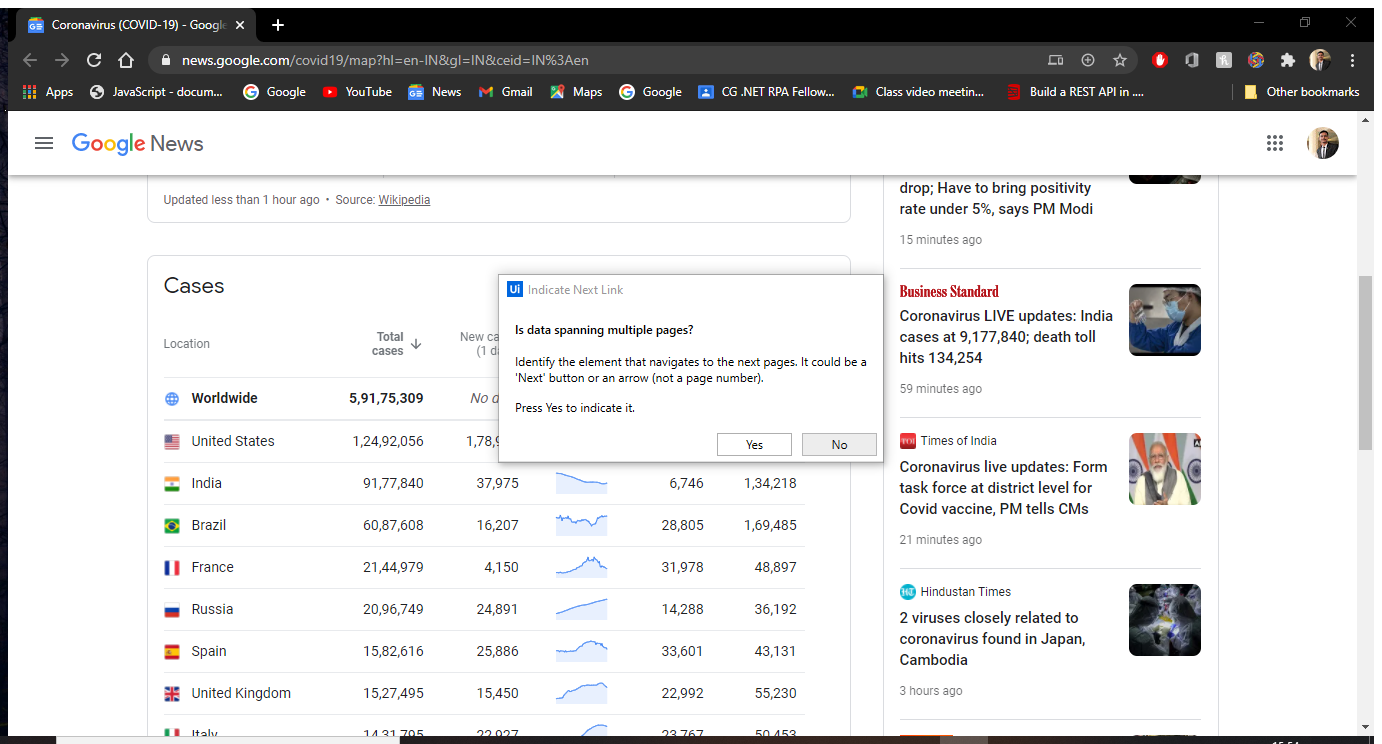 Coronavirus (COVID-19) - Google
news.google.com/covid19/map?hl=en-IN&gl=IN&ceid=IN%3Aen
Apps
JavaScript - docum...
Google
YouTube
News
Gmail
Maps
Google
CG .NET RPA Fellow...
Class video meetin...
Build a REST API in ....
Other bookmarks
Google News
Updated less than 1 hour ago • Source: Wikipedia
Cases
Location
Total cases
New ca
(1 d
Worldwide 5,91,75,309 No d
United States 1,24,92,056 1,78,9
India 91,77,840 37,975 6,746 1,34,218
Brazil 60,87,608 16,207 28,805 1,69,485
France 21,44,979 4,150 31,978 48,897
Russia 20,96,749 24,891 14,288 36,192
Spain 15,82,616 25,886 33,601 43,131
United Kingdom 15,27,495 15,450 22,992 55,230
Italy 14,31,795 22,927 23,767 50,453
Ui Indicate Next Link
Is data spanning multiple pages?
Identify the element that navigates to the next pages. It could be a
'Next' button or an arrow (not a page number).
Press Yes to indicate it.
Yes
No
drop; Have to bring positivity
rate under 5%, says PM Modi
15 minutes ago
Business Standard
Coronavirus LIVE updates: India
cases at 9,177,840; death toll
hits 134,254
59 minutes ago
Times of India
Coronavirus live updates: Form
task force at district level for
Covid vaccine, PM tells CMs
21 minutes ago
Hindustan Times
2 viruses closely related to
coronavirus found in Japan,
Cambodia
3 hours ago